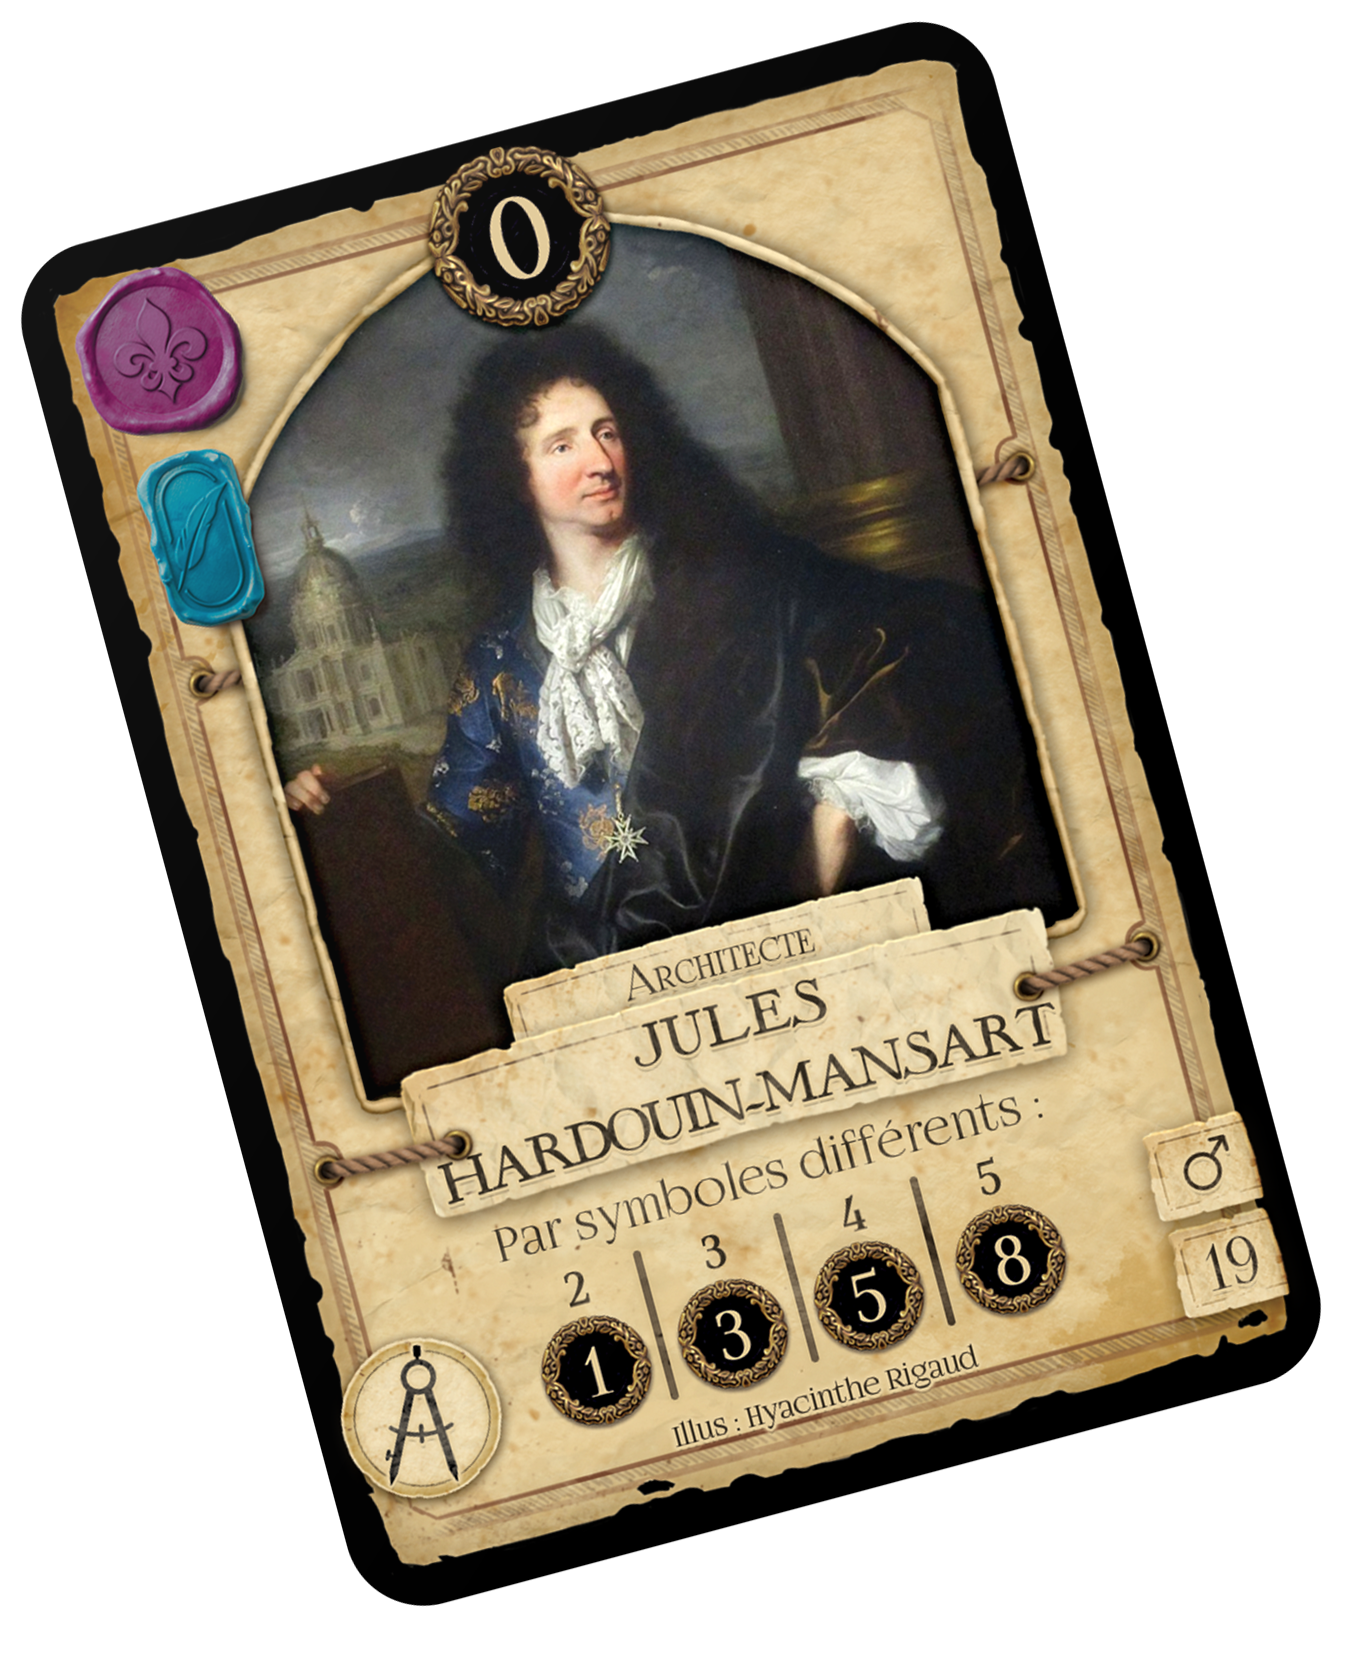 0
ARCHITECTE
JULES
HARDOUIN-MANSART
Par symboles différents :
2 3 4 5
1 3 5 8
Illus : Hyacinthe Rigaud
♂
19